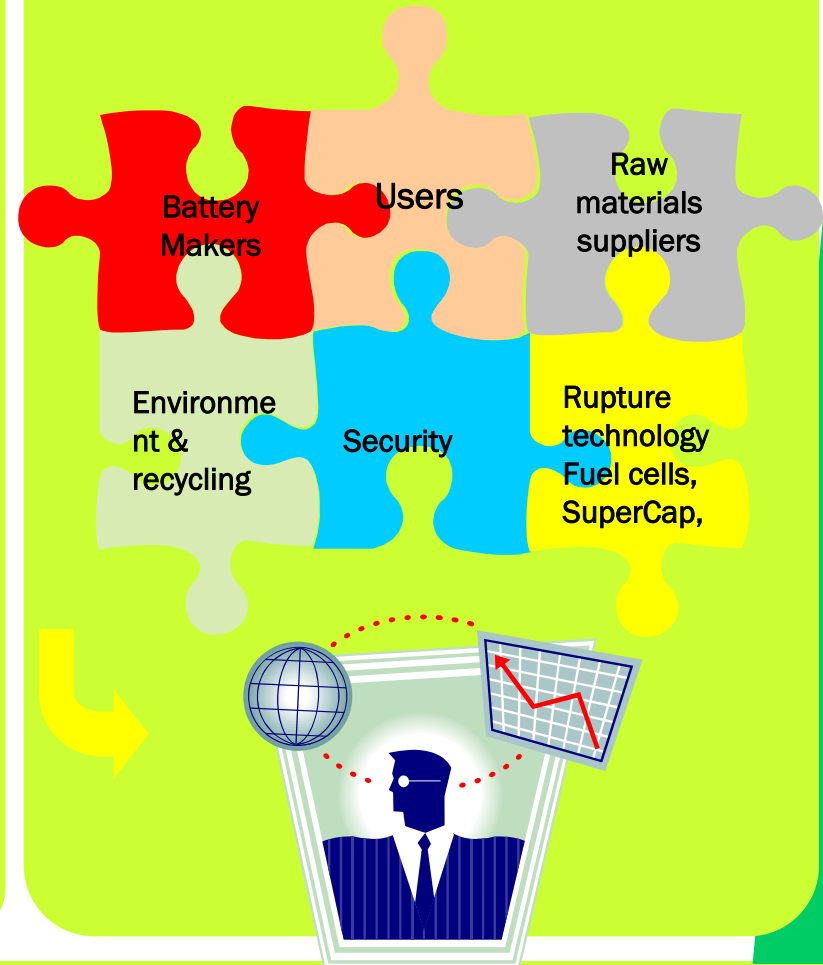 Battery
Makers
Users
Raw
materials
suppliers
Environme
nt &
recycling
Security
Rupture
technology
Fuel cells,
SuperCap,